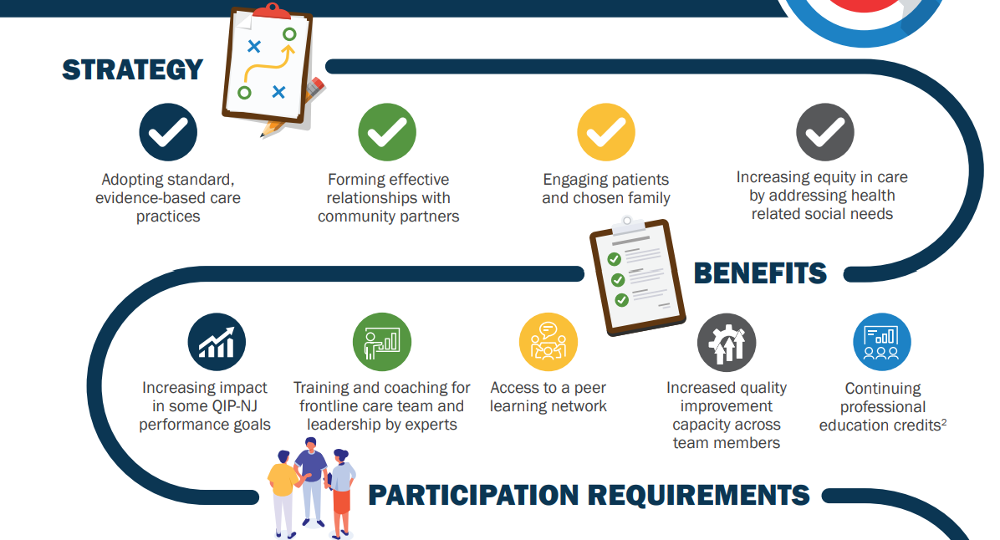 STRATEGY
Adopting standard,
evidence-based care
practices
Forming effective
relationships with
community partners
Engaging patients
and chosen family
Increasing equity in care
by addressing health
related social needs
BENEFITS
Increasing impact
in some QIP-NJ
performance goals
Training and coaching for
frontline care team and
leadership by experts
Access to a peer
learning network
Increased quality
improvement
capacity across
team members
Continuing
professional
education credits²
PARTICIPATION REQUIREMENTS